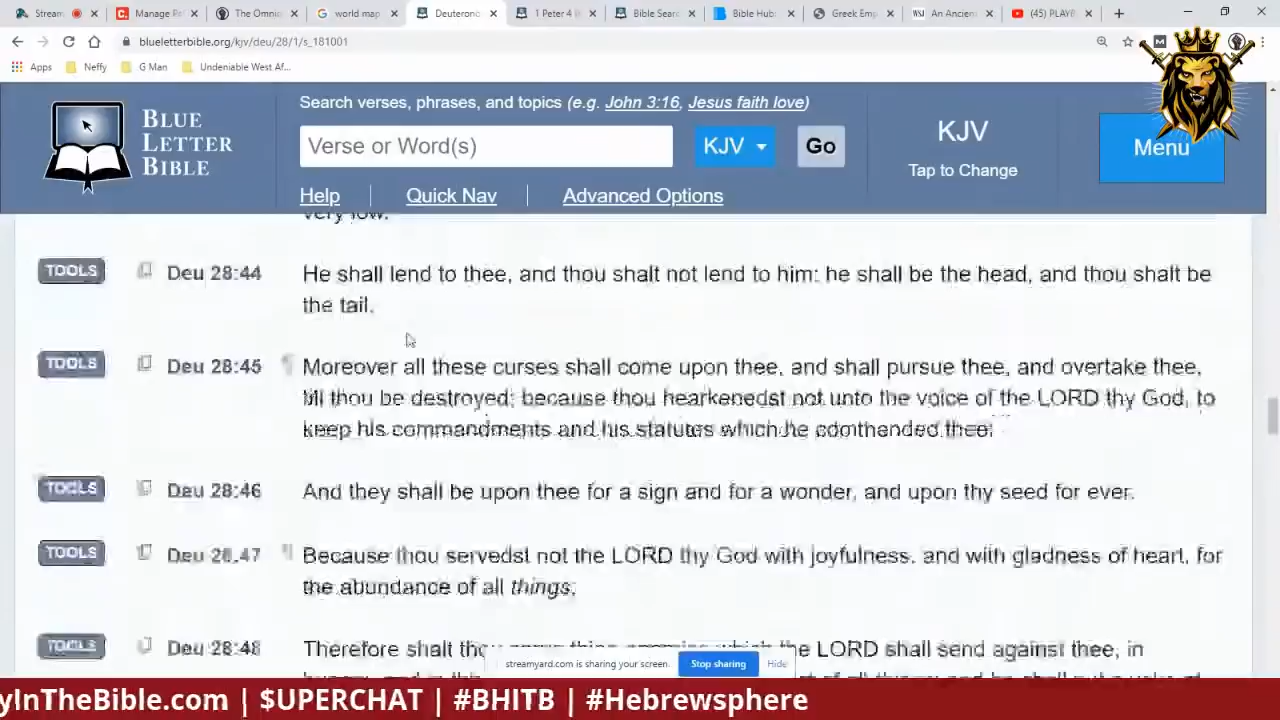 Stream
Manage Po
The Omni
world map
Deuterono
1 Peter 4
Bible Sear
Bible Hub
Greek Emp
An Ancien
(45) PLAY
blueletterbible.org/kjv/deu/28/1/s_181001
Apps
Neffy
G Man
Undeniable West Af...
BLUE
LETTER
BIBLE
Search verses, phrases, and topics (e.g. John 3:16, Jesus faith love)
Verse or Word(s)
KJV
Go
KJV
Tap to Change
Menu
Help
Quick Nav
Advanced Options
very low.
TOOLS Deu 28:44 He shall lend to thee, and thou shalt not lend to him: he shall be the head, and thou shalt be
the tail.
TOOLS Deu 28:45 ¶ Moreover all these curses shall come upon thee, and shall pursue thee, and overtake thee,
till thou be destroyed; because thou hearkenedst not unto the voice of the LORD thy God, to
keep his commandments and his statutes which he commanded thee:
TOOLS Deu 28:46 And they shall be upon thee for a sign and for a wonder, and upon thy seed for ever.
TOOLS Deu 28:47 ¶ Because thou servedst not the LORD thy God with joyfulness, and with gladness of heart, for
the abundance of all things;
TOOLS Deu 28:48 Therefore shalt thou the LORD shall send against thee, in
streamyard.com is sharing your screen.
Stop sharing
Hide
yInTheBible.com | $UPERCHAT | #BHITB | #Hebrewsphere